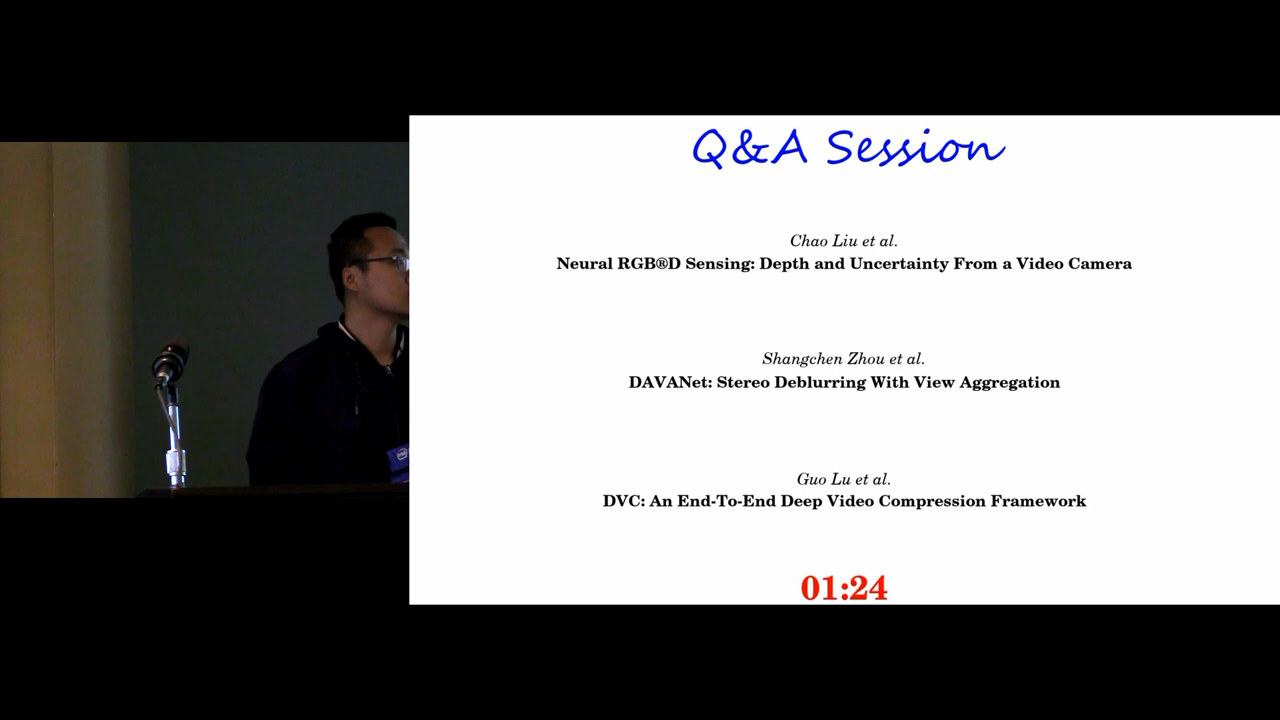 Q&A Session
Chao Liu et al.
Neural RGB®D Sensing: Depth and Uncertainty From a Video Camera
Shangchen Zhou et al.
DAVANet: Stereo Deblurring With View Aggregation
Guo Lu et al.
DVC: An End-To-End Deep Video Compression Framework
01:24